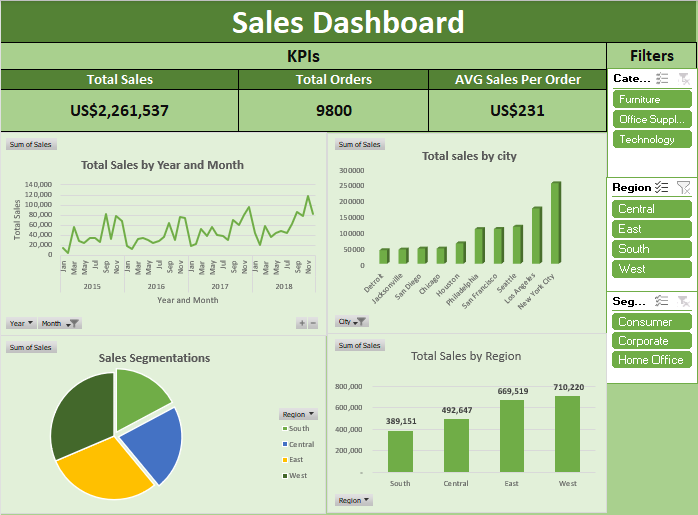 Sales Dashboard
KPIs
Filters
Total Sales
Total Orders
AVG Sales Per Order
US$2,261,537
9800
US$231
Cate...
Furniture
Office Suppl...
Technology
Region
Central
East
South
West
Seg...
Consumer
Corporate
Home Office
Sum of Sales
Total Sales by Year and Month
Total Sales
140,000
120,000
100,000
80,000
60,000
40,000
20,000
0
Jan Mar May Jul Sep Nov Jan Mar May Jul Sep Nov Jan Mar May Jul Sep Nov Jan Mar May Jul Sep Nov
2015 2016 2017 2018
Year and Month
Year
Month
+ −
Sum of Sales
Total sales by city
300000
250000
200000
150000
100000
50000
0
Detroit
Jacksonville
San Diego
Chicago
Houston
Philadelphia
San Francisco
Seattle
Los Angeles
New York City
City
Sum of Sales
Sales Segmentations
Region
South
Central
East
West
Sum of Sales
Total Sales by Region
800,000
600,000
400,000
200,000
-
389,151
492,647
669,519
710,220
South Central East West
Region